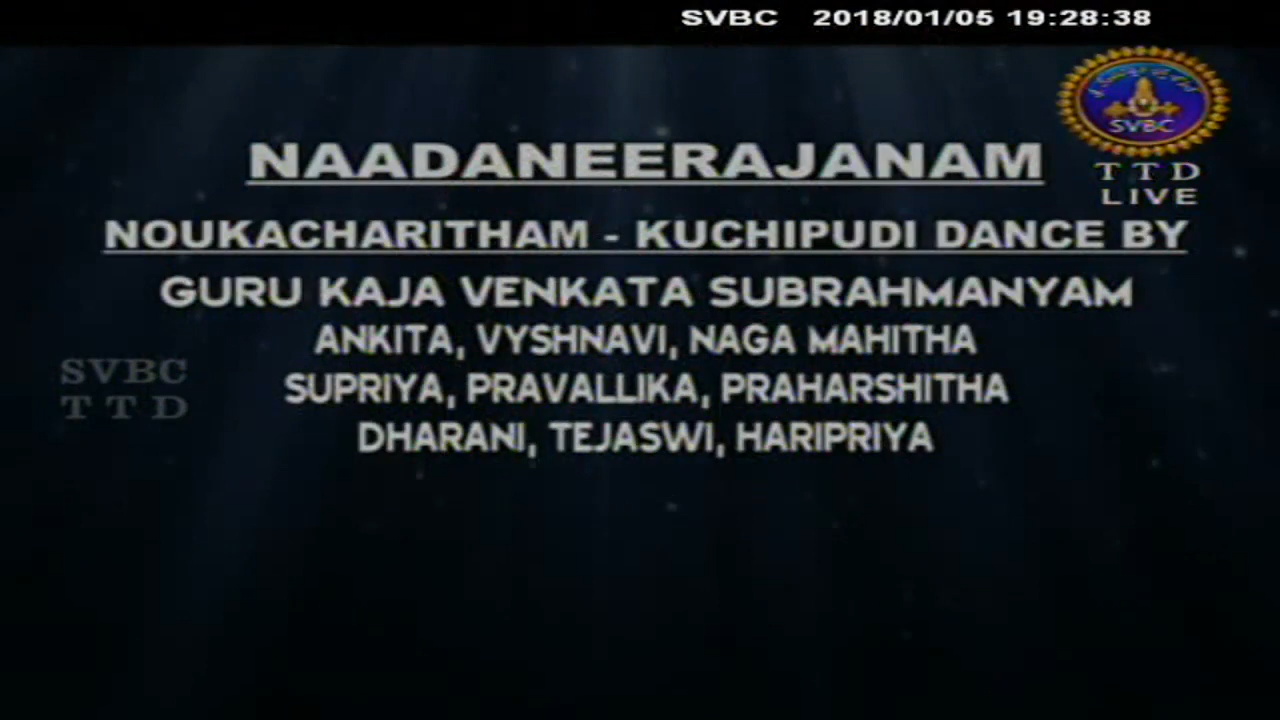 SVBC 2018/01/05 19:28:38
SVBC
TTD
LIVE
NAADANEERAJANAM
NOUKACHARITHAM - KUCHIPUDI DANCE BY
GURU KAJA VENKATA SUBRAHMANYAM
ANKITA, VYSHNAVI, NAGA MAHITHA
SUPRIYA, PRAVALLIKA, PRAHARSHITHA
DHARANI, TEJASWI, HARIPRIYA
SVBC
TTD